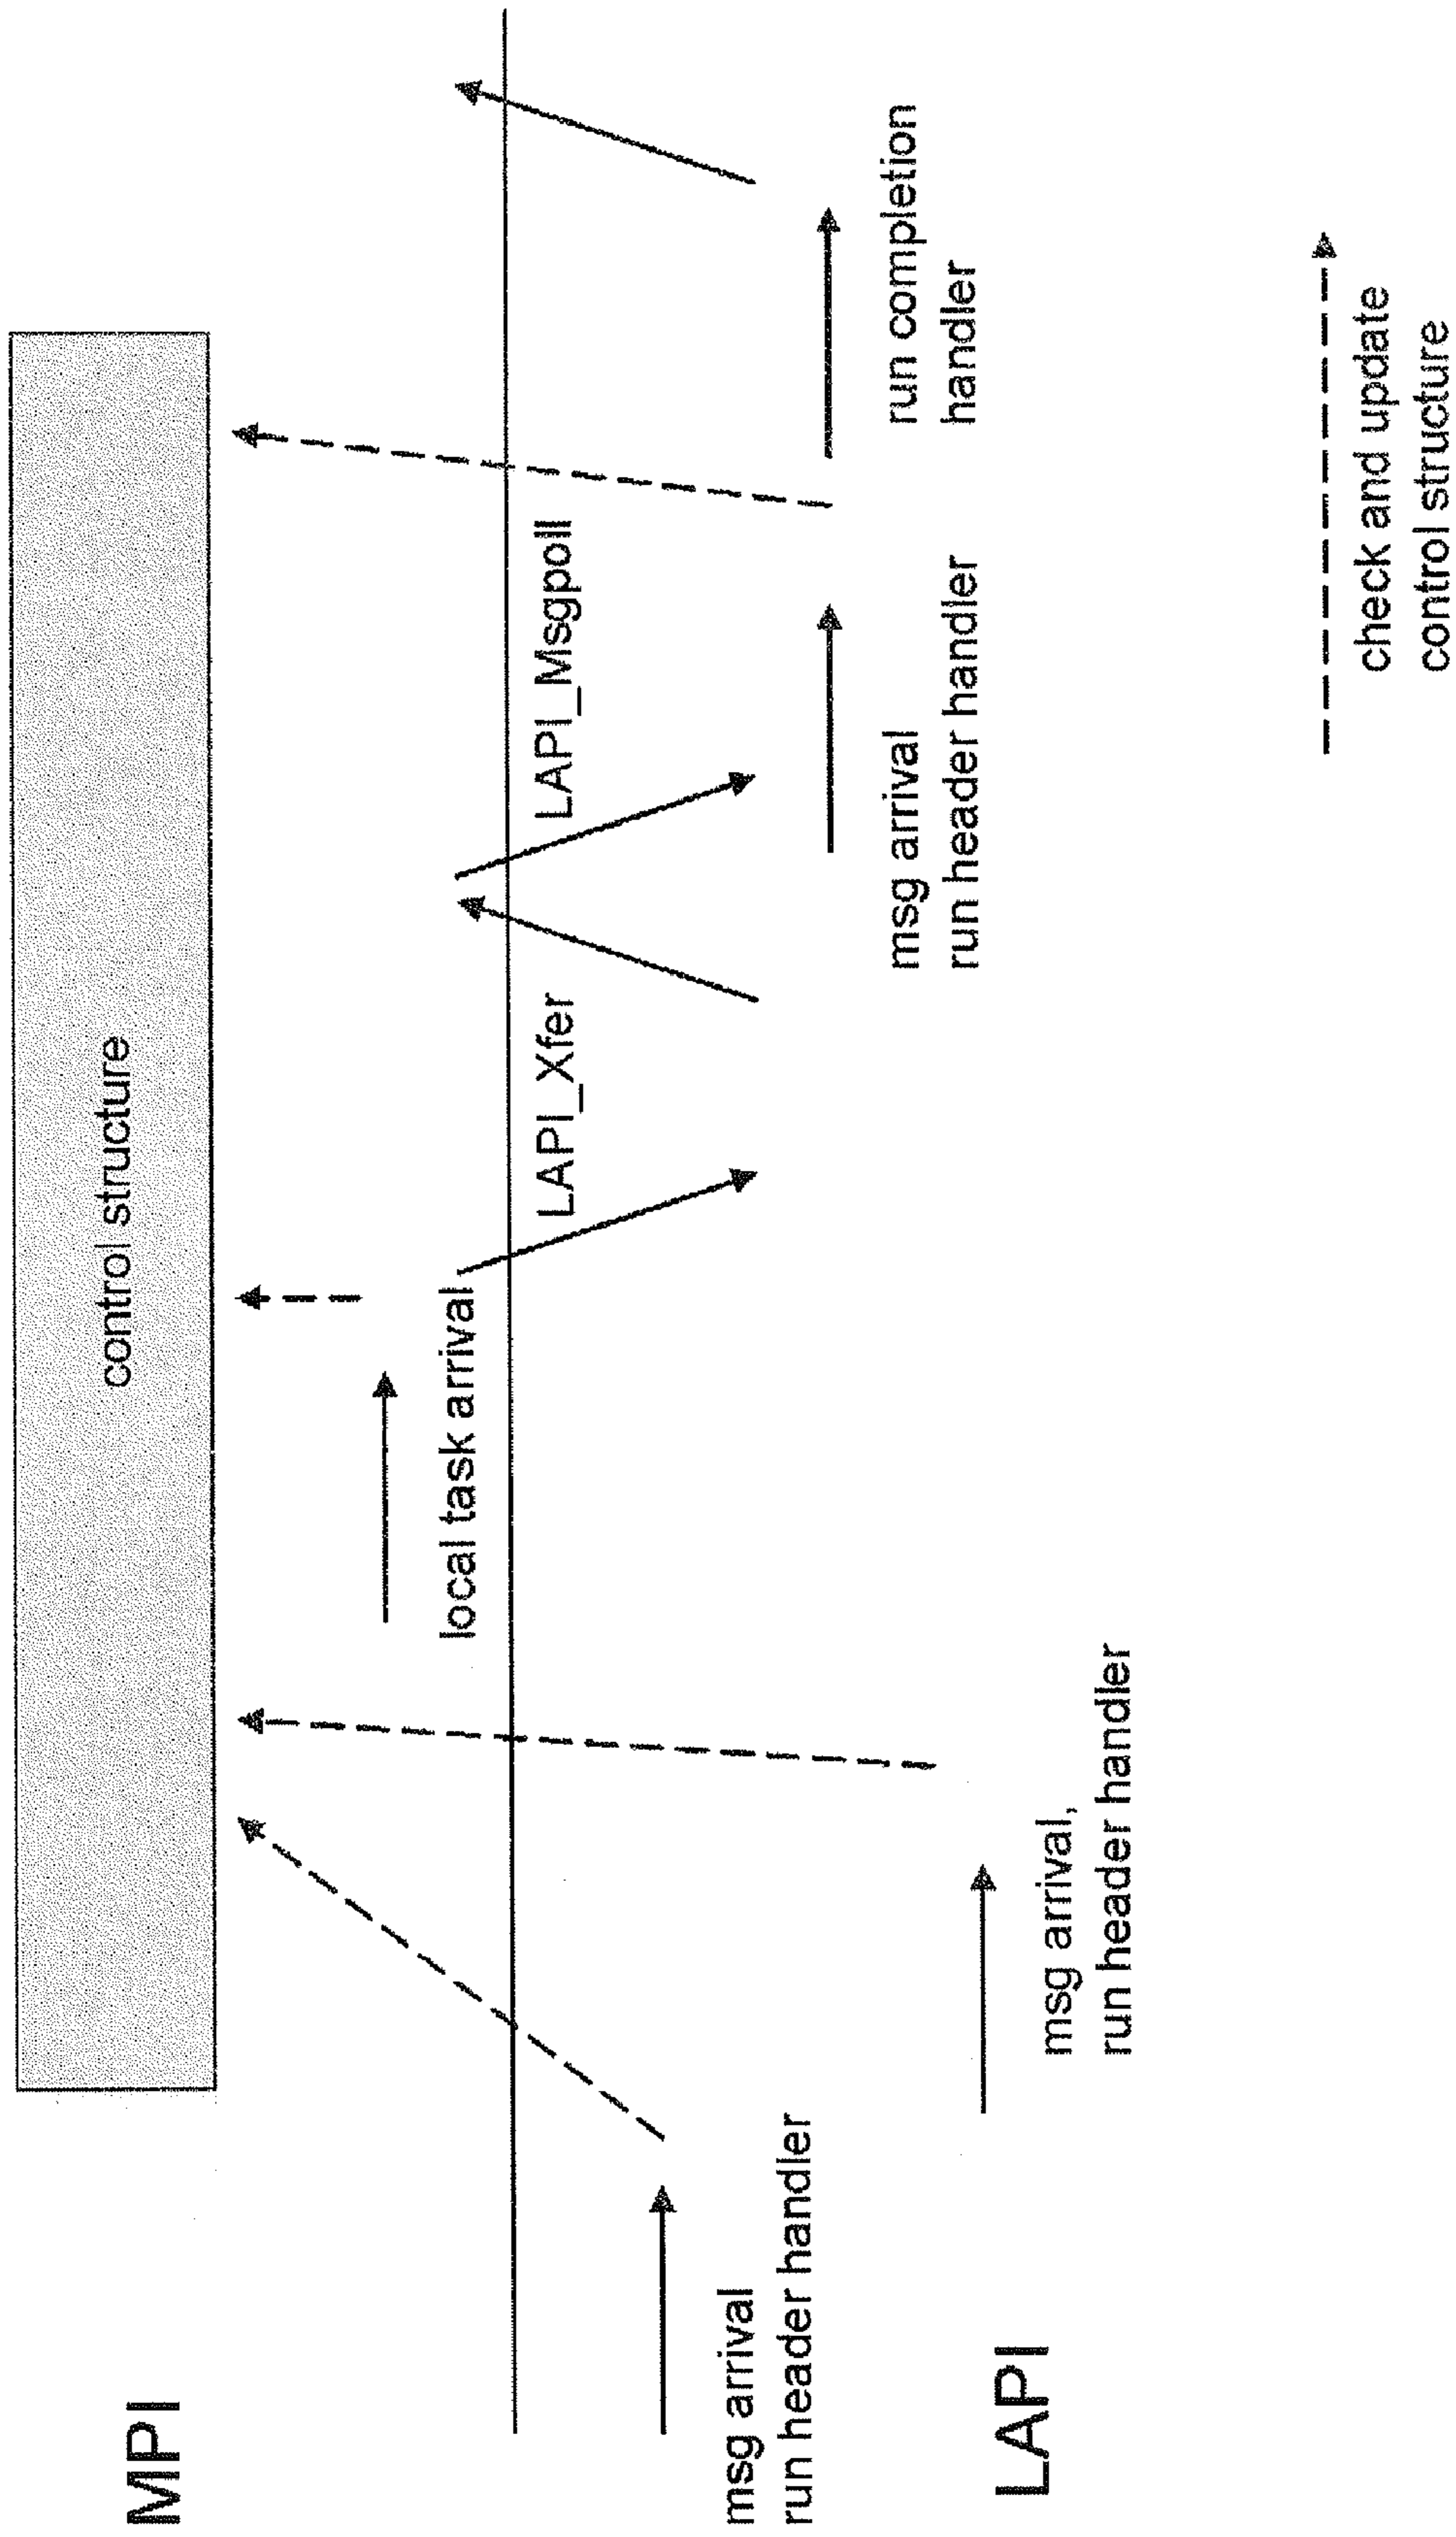 MPI
control structure
local task arrival
LAPI_Xfer
LAPI_Msgpoll
msg arrival
run header handler
msg arrival,
run header handler
msg arrival
run header handler
run completion
handler
LAPI
check and update
control structure